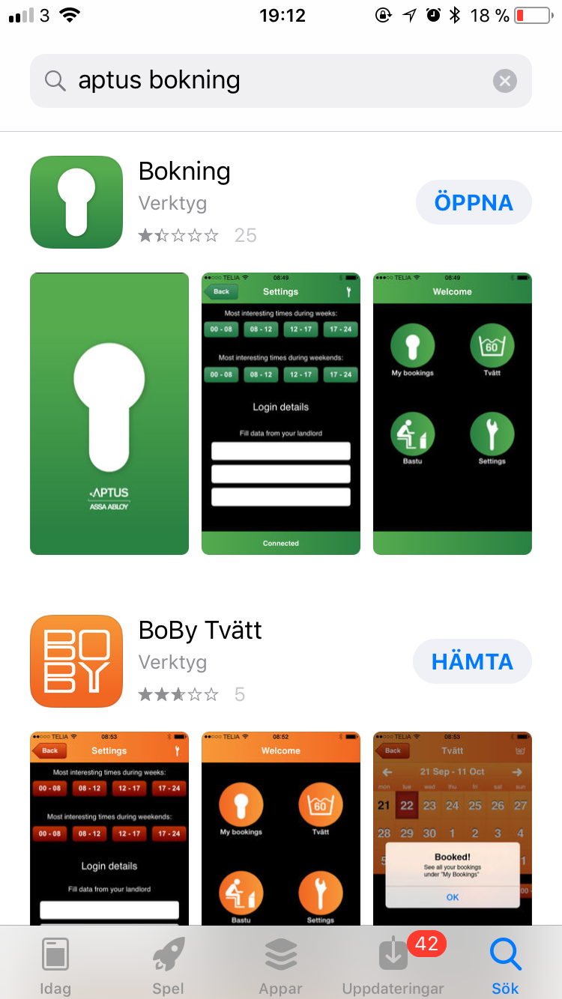 3 19:12 18 %
aptus bokning
Bokning
Verktyg
ÖPPNA
25
APTUS
ASSA ABLOY
TELIA 08:49
Back Settings
Most interesting times during weeks:
00 - 08 08 - 12 12 - 17 17 - 24
Most interesting times during weekends:
00 - 08 08 - 12 12 - 17 17 - 24
Login details
Fill data from your landlord
Connected
TELIA 08:49
Welcome
60
My bookings Tvätt
Bastu Settings
BoBy Tvätt
BOBY
Verktyg
HÄMTA
5
TELIA 08:53
Back Settings
Most interesting times during weeks:
00 - 08 08 - 12 12 - 17 17 - 24
Most interesting times during weekends:
00 - 08 08 - 12 12 - 17 17 - 24
Login details
Fill data from your landlord
TELIA 08:52
Welcome
60
My bookings Tvätt
Bastu Settings
TELIA 08:53
Back Tvätt
21 Sep - 11 Oct
mon tue wed thu fri sat sun
21 22 23 24 25 26 27
28 29 30 1 2 3 4
5
Booked!
See all your bookings
under "My Bookings"
OK
42
Idag Spel Appar Uppdateringar Sök